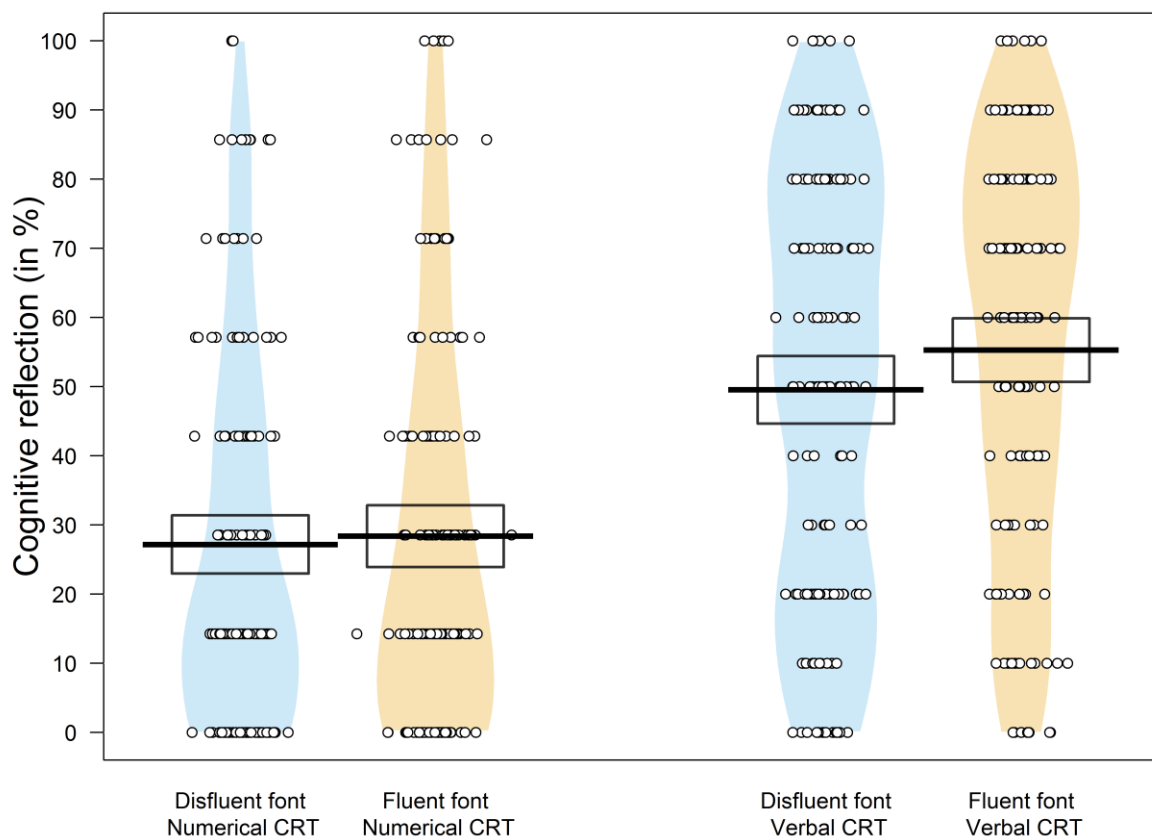 Cognitive reflection (in %)
100
90
80
70
60
50
40
30
20
10
0
Disfluent font
Numerical CRT
Fluent font
Numerical CRT
Disfluent font
Verbal CRT
Fluent font
Verbal CRT